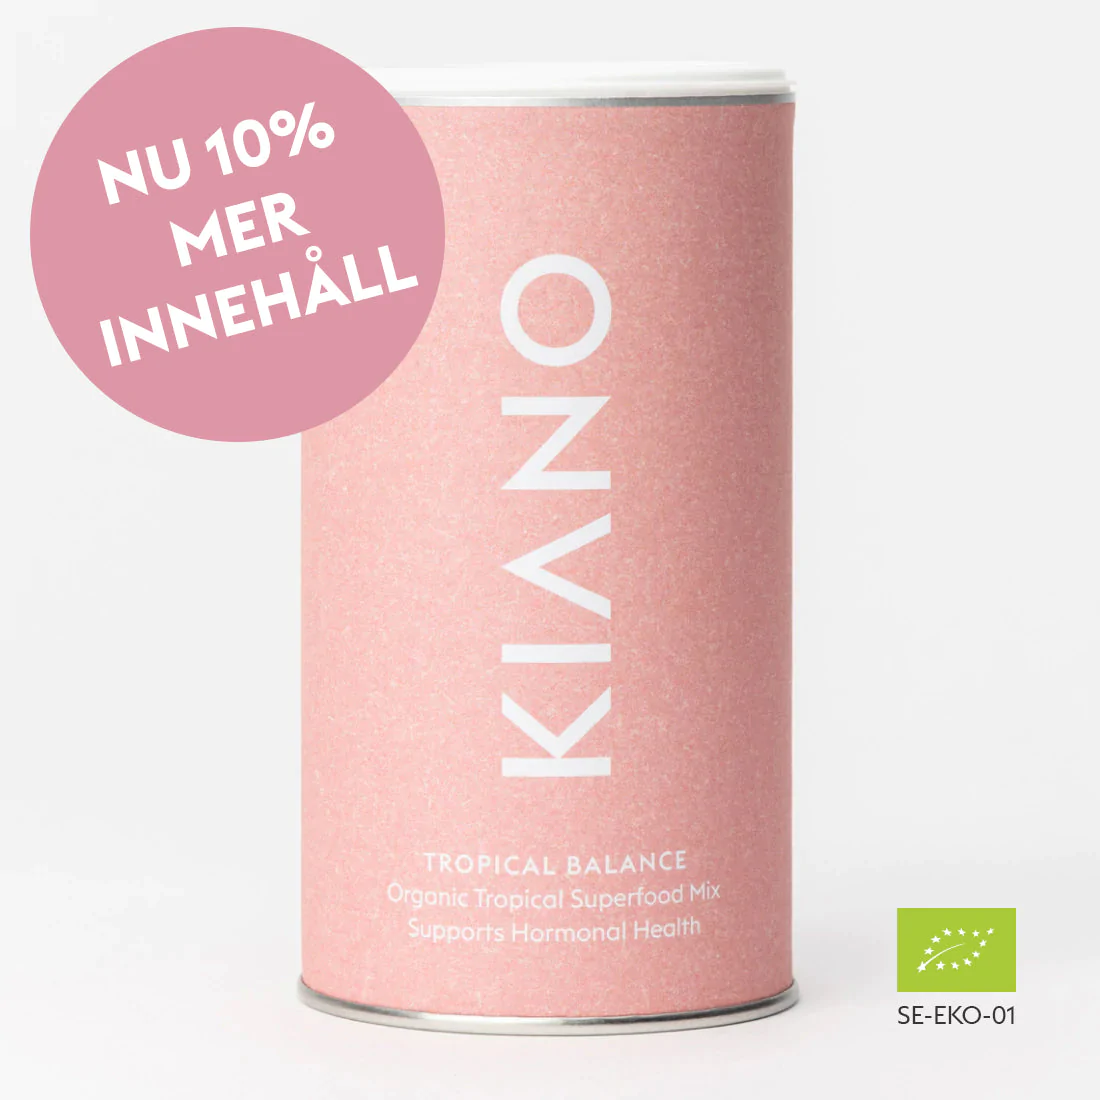 NU 10%
MER
INNEHÅLL
KIANO
TROPICAL BALANCE
Organic Tropical Superfood Mix
Supports Hormonal Health
SE-EKO-01